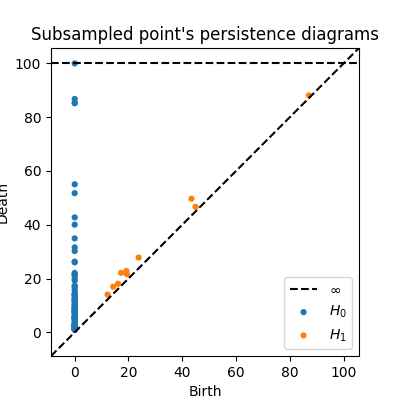 Subsampled point's persistence diagrams
100
80
60
40
20
0
Death
0 20 40 60 80 100
Birth
∞
H₀
H₁